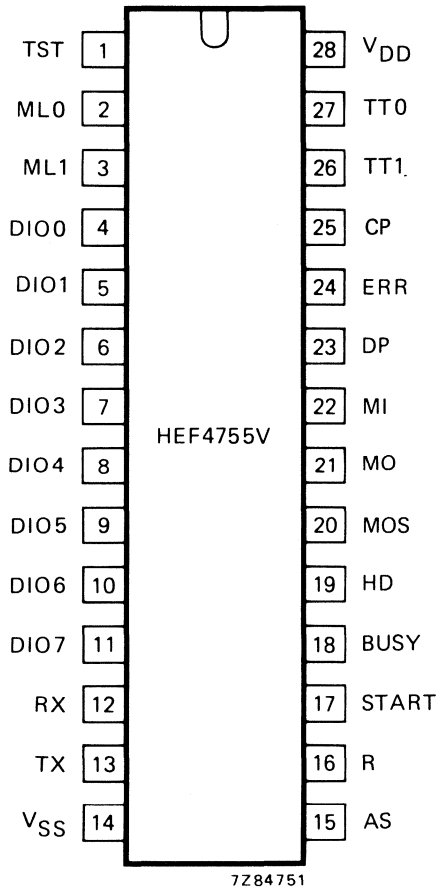 TST 1 28 VDD
ML0 2 27 TT0
ML1 3 26 TT1
DIO0 4 25 CP
DIO1 5 24 ERR
DIO2 6 23 DP
DIO3 7 22 MI
HEF4755V
DIO4 8 21 MO
DIO5 9 20 MOS
DIO6 10 19 HD
DIO7 11 18 BUSY
RX 12 17 START
TX 13 16 R
VSS 14 15 AS
7Z84751